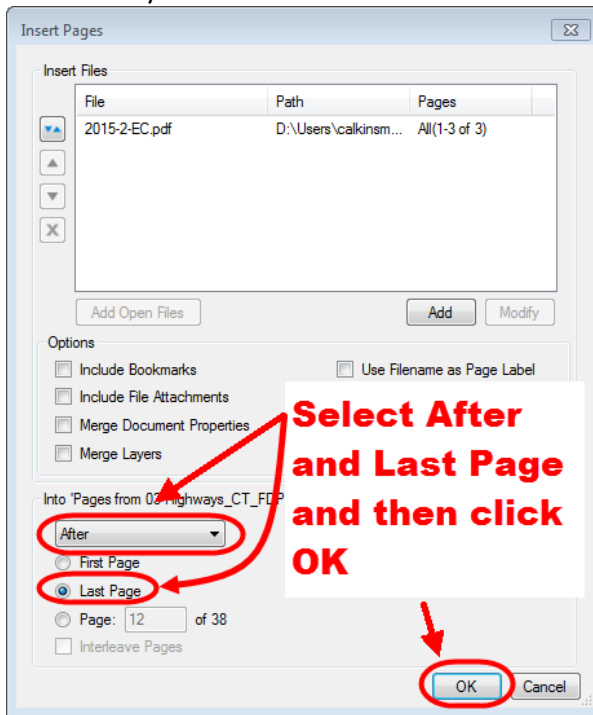 Insert Pages
Insert Files
File Path Pages
2015-2-EC.pdf D:\Users\calkinsm... All(1-3 of 3)
Add Open Files Add Modify
Options
Include Bookmarks Use Filename as Page Label
Include File Attachments
Merge Document Properties
Merge Layers
Select After
and Last Page
and then click
OK
Into 'Pages from 03-Highways_CT_FDP
After
First Page
Last Page
Page: 12 of 38
Interleave Pages
OK Cancel